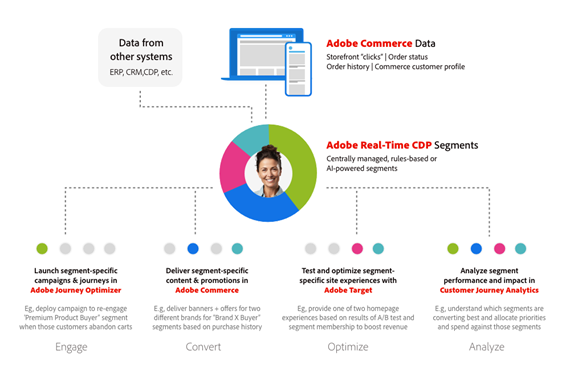 Data from
other systems
ERP, CRM,CDP, etc.
Adobe Commerce Data
Storefront "clicks" | Order status
Order history | Commerce customer profile
Adobe Real-Time CDP Segments
Centrally managed, rules-based or
AI-powered segments
Launch segment-specific
campaigns & journeys in
Adobe Journey Optimizer
Eg, deploy campaign to re-engage
'Premium Product Buyer" segment
when those customers abandon carts
Engage
Deliver segment-specific
content & promotions in
Adobe Commerce
E.g, deliver banners + offers for two
different brands for "Brand X Buyer"
segments based on purchase history
Convert
Test and optimize segment-
specific site experiences with
Adobe Target
Eg, provide one of two homepage
experiences based on results of A/B test and
segment membership to boost revenue
Optimize
Analyze segment
performance and impact in
Customer Journey Analytics
E.g, understand which segments are
converting best and allocate priorities
and spend against those segments
Analyze